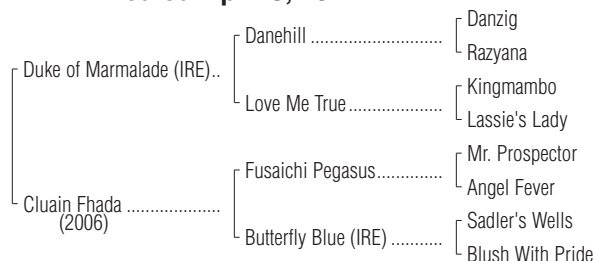 Danzig
Danehill ..............................
Razyana
Duke of Marmalade (IRE)..
Kingmambo
Love Me True.....................
Lassie's Lady
Mr. Prospector
Fusaichi Pegasus..............
Angel Fever
Cluain Fhada .....................
(2006)
Sadler's Wells
Butterfly Blue (IRE) ...........
Blush With Pride